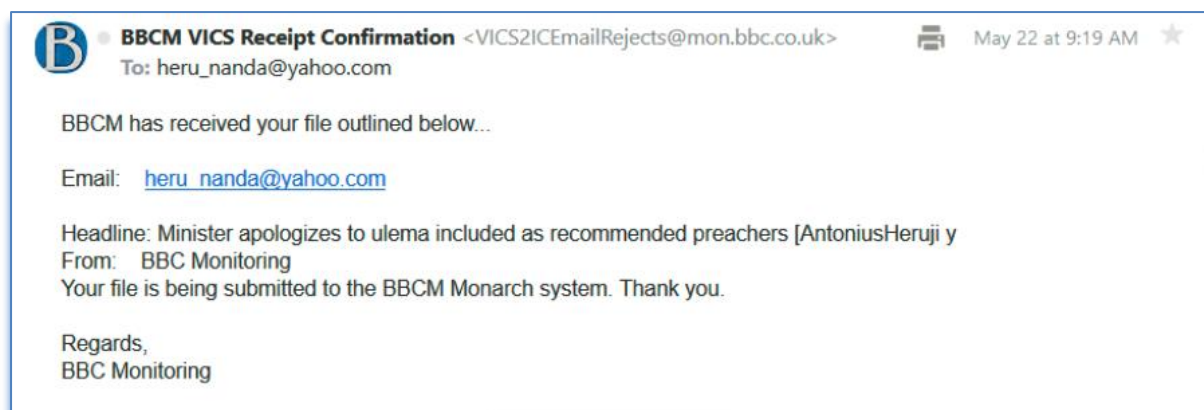 B
BBCM VICS Receipt Confirmation <VICS2ICEmailRejects@mon.bbc.co.uk> May 22 at 9:19 AM
To: heru_nanda@yahoo.com
BBCM has received your file outlined below...
Email: heru_nanda@yahoo.com
Headline: Minister apologizes to ulema included as recommended preachers [AntoniusHeruji y
From: BBC Monitoring
Your file is being submitted to the BBCM Monarch system. Thank you.
Regards,
BBC Monitoring